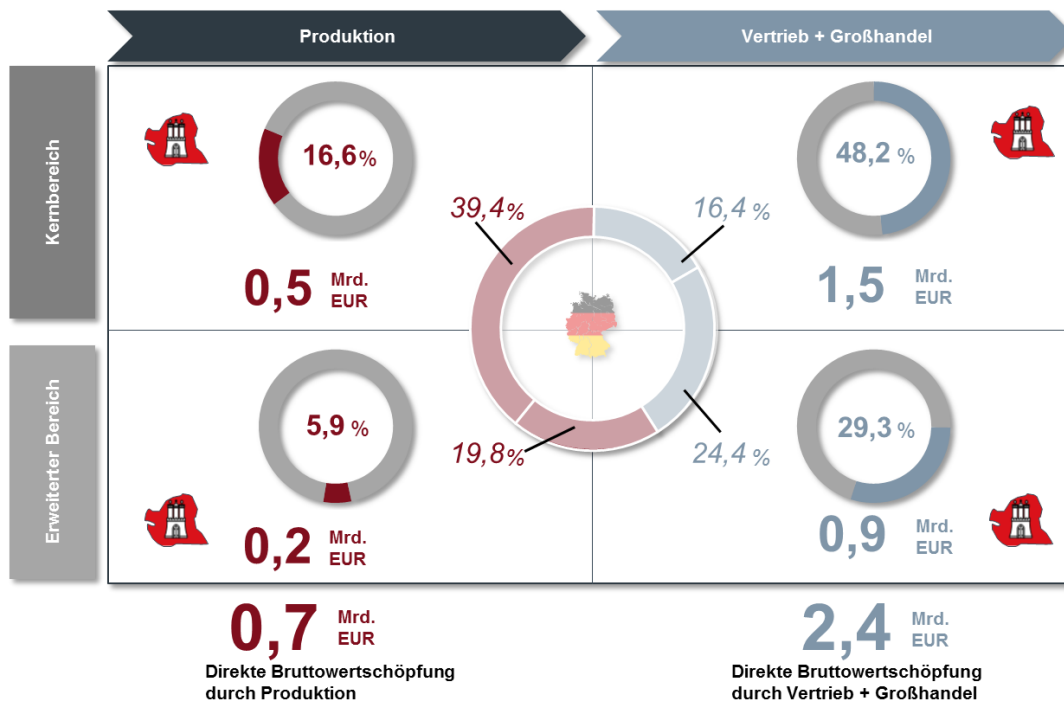 Produktion
Vertrieb + Großhandel
Kernbereich
16,6 %
48,2 %
39,4%
16,4%
0,5 Mrd.
EUR
1,5 Mrd.
EUR
Erweiterter Bereich
5,9 %
29,3 %
19,8%
24,4%
0,2 Mrd.
EUR
0,9 Mrd.
EUR
0,7 Mrd.
EUR
2,4 Mrd.
EUR
Direkte Bruttowertschöpfung
durch Produktion
Direkte Bruttowertschöpfung
durch Vertrieb + Großhandel